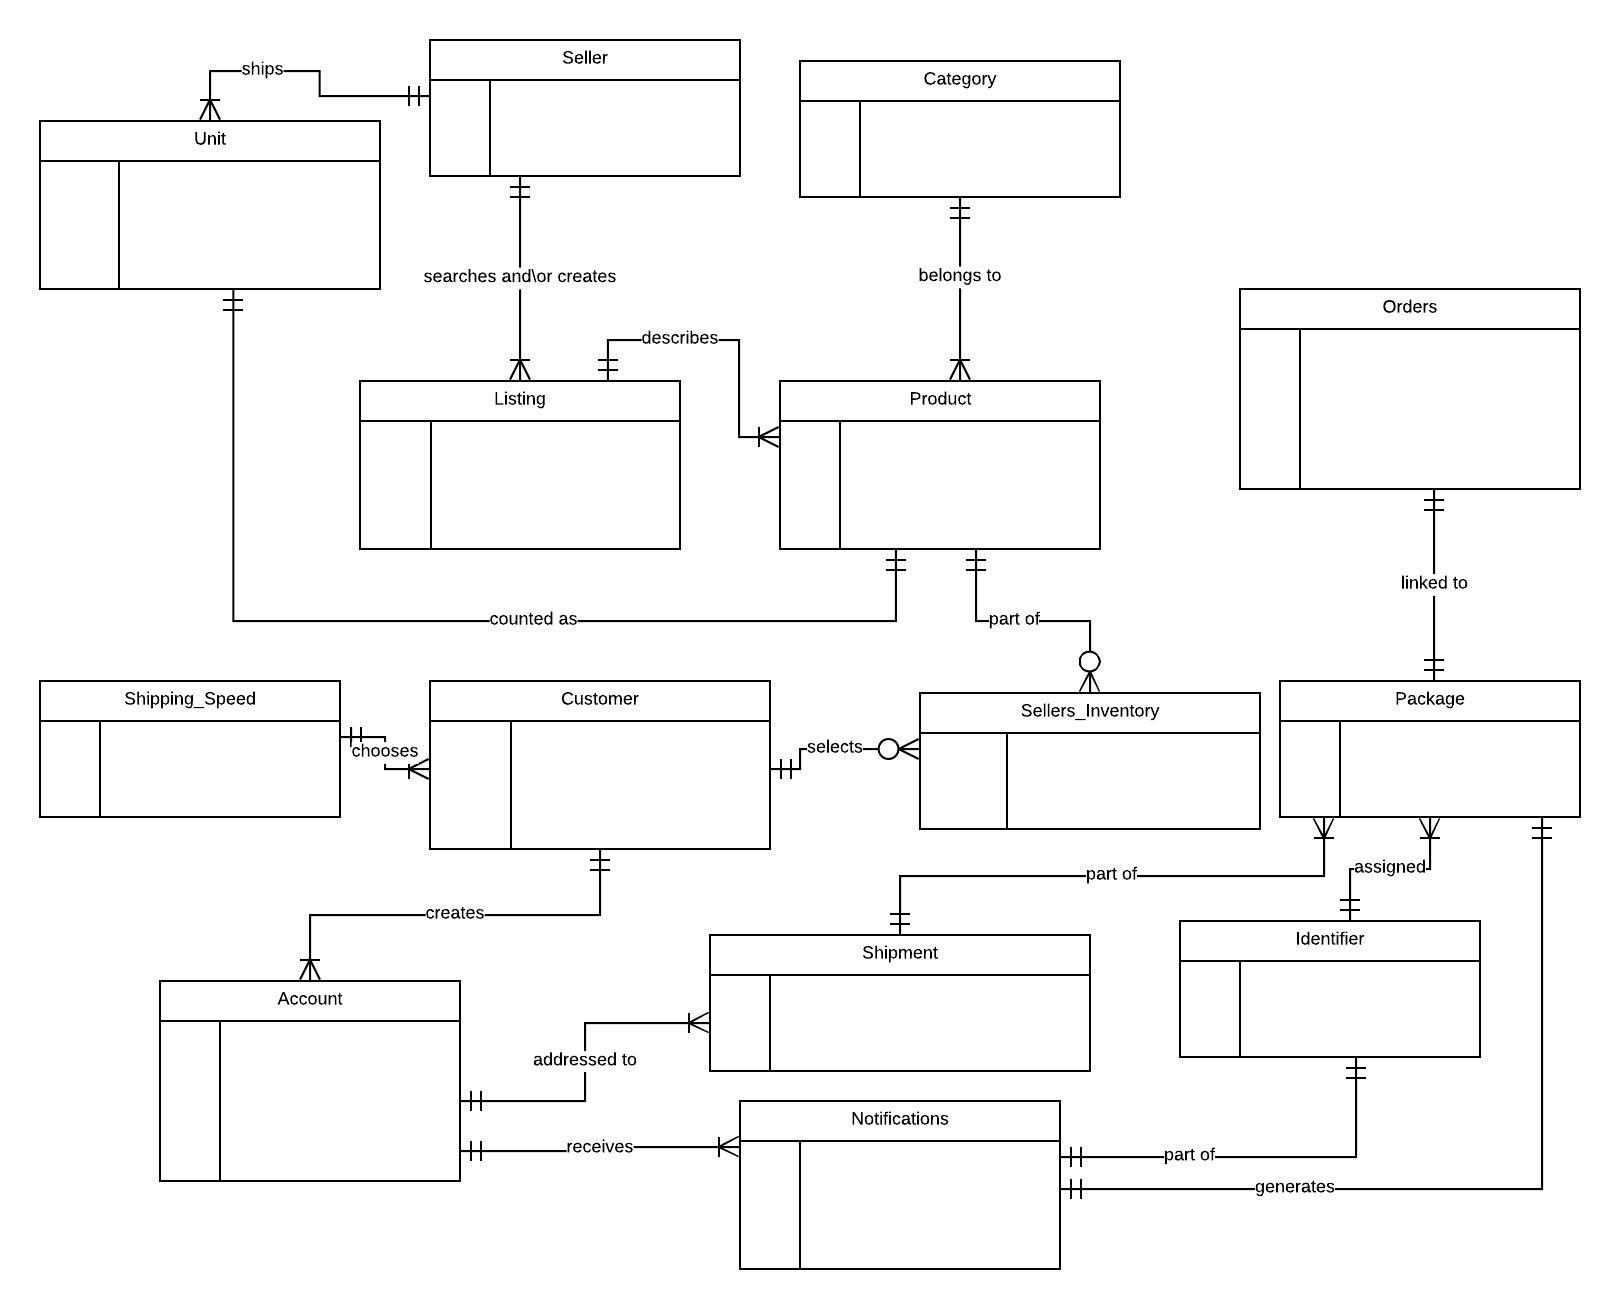 Seller
ships
Category
Unit
searches and\or creates
belongs to
Orders
describes
Listing
Product
linked to
counted as
part of
Shipping_Speed
Customer
Sellers_Inventory
Package
chooses
selects
assigned
part of
creates
Identifier
Shipment
Account
addressed to
Notifications
receives
part of
generates